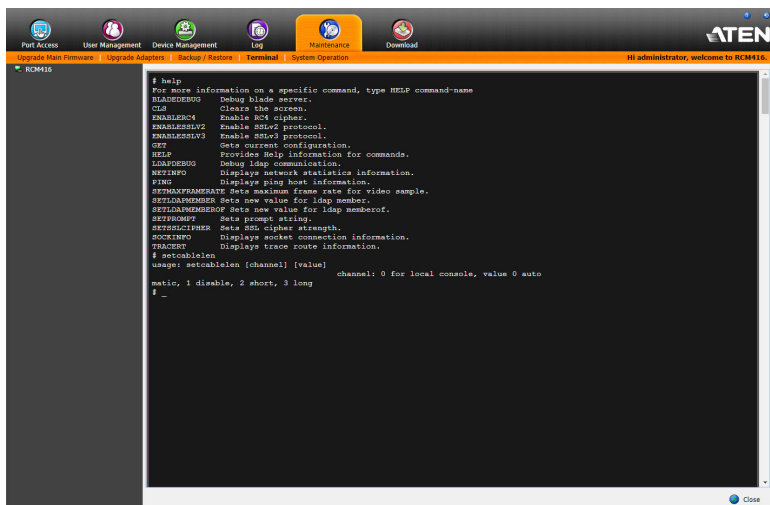 Port Access User Management Device Management Log Maintenance Download
ATEN
Upgrade Main Firmware Upgrade Adapters Backup / Restore Terminal System Operation Hi administrator, welcome to RCM416.
RCM416
# help
For more information on a specific command, type HELP command-name
BLADEDEBUG Debug blade server.
CLS Clears the screen.
ENABLERC4 Enable RC4 cipher.
ENABLESSLV2 Enable SSLv2 protocol.
ENABLESSLV3 Enable SSLv3 protocol.
GET Gets current configuration.
HELP Provides Help information for commands.
LDAPDEBUG Debug ldap communication.
NETINFO Displays network statistics information.
PING Displays ping host information.
SETMAXFRAMERATE Sets maximum frame rate for video sample.
SETLDAPMEMBER Sets new value for ldap member.
SETLDAPMEMBEROF Sets new value for ldap memberof.
SETPROMPT Sets prompt string.
SETSSLCIPHER Sets SSL cipher strength.
SOCKINFO Displays socket connection information.
TRACERT Displays trace route information.
# setcablelen
usage: setcablelen [channel] [value]
channel: 0 for local console, value 0 auto
matic, 1 disable, 2 short, 3 long
# _
Close